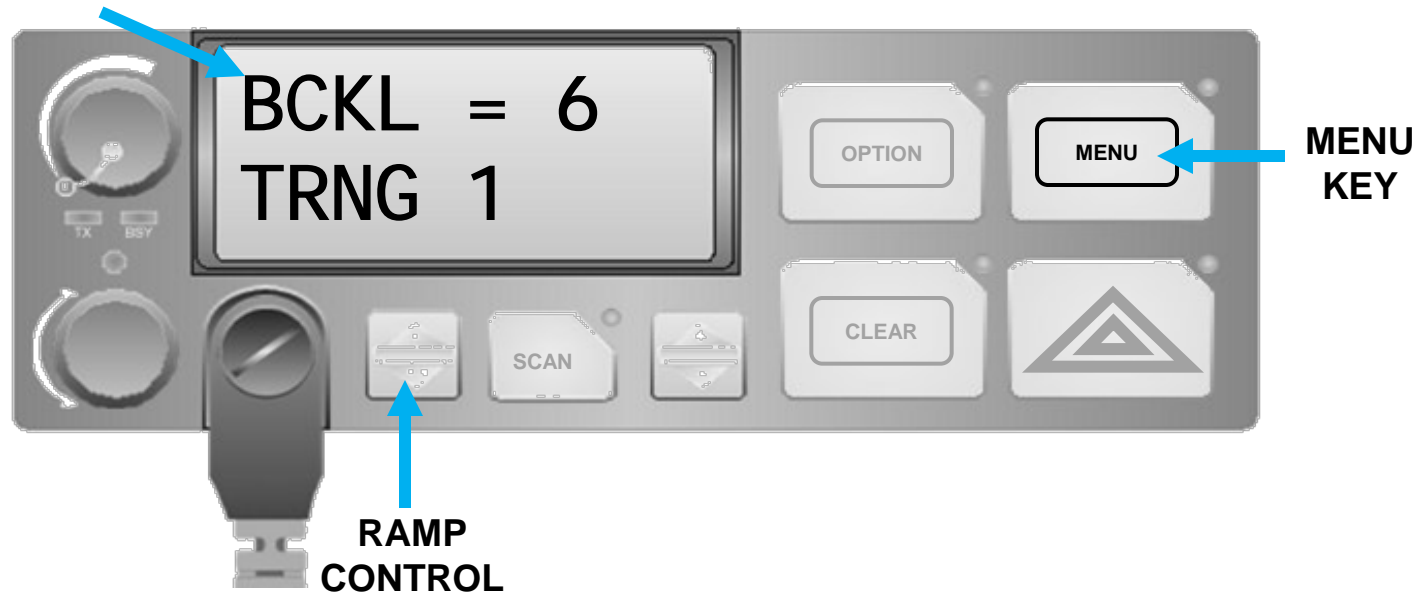 BCKL = 6
TRNG 1
OPTION
MENU
MENU
KEY
TX
BSY
SCAN
CLEAR
RAMP
CONTROL